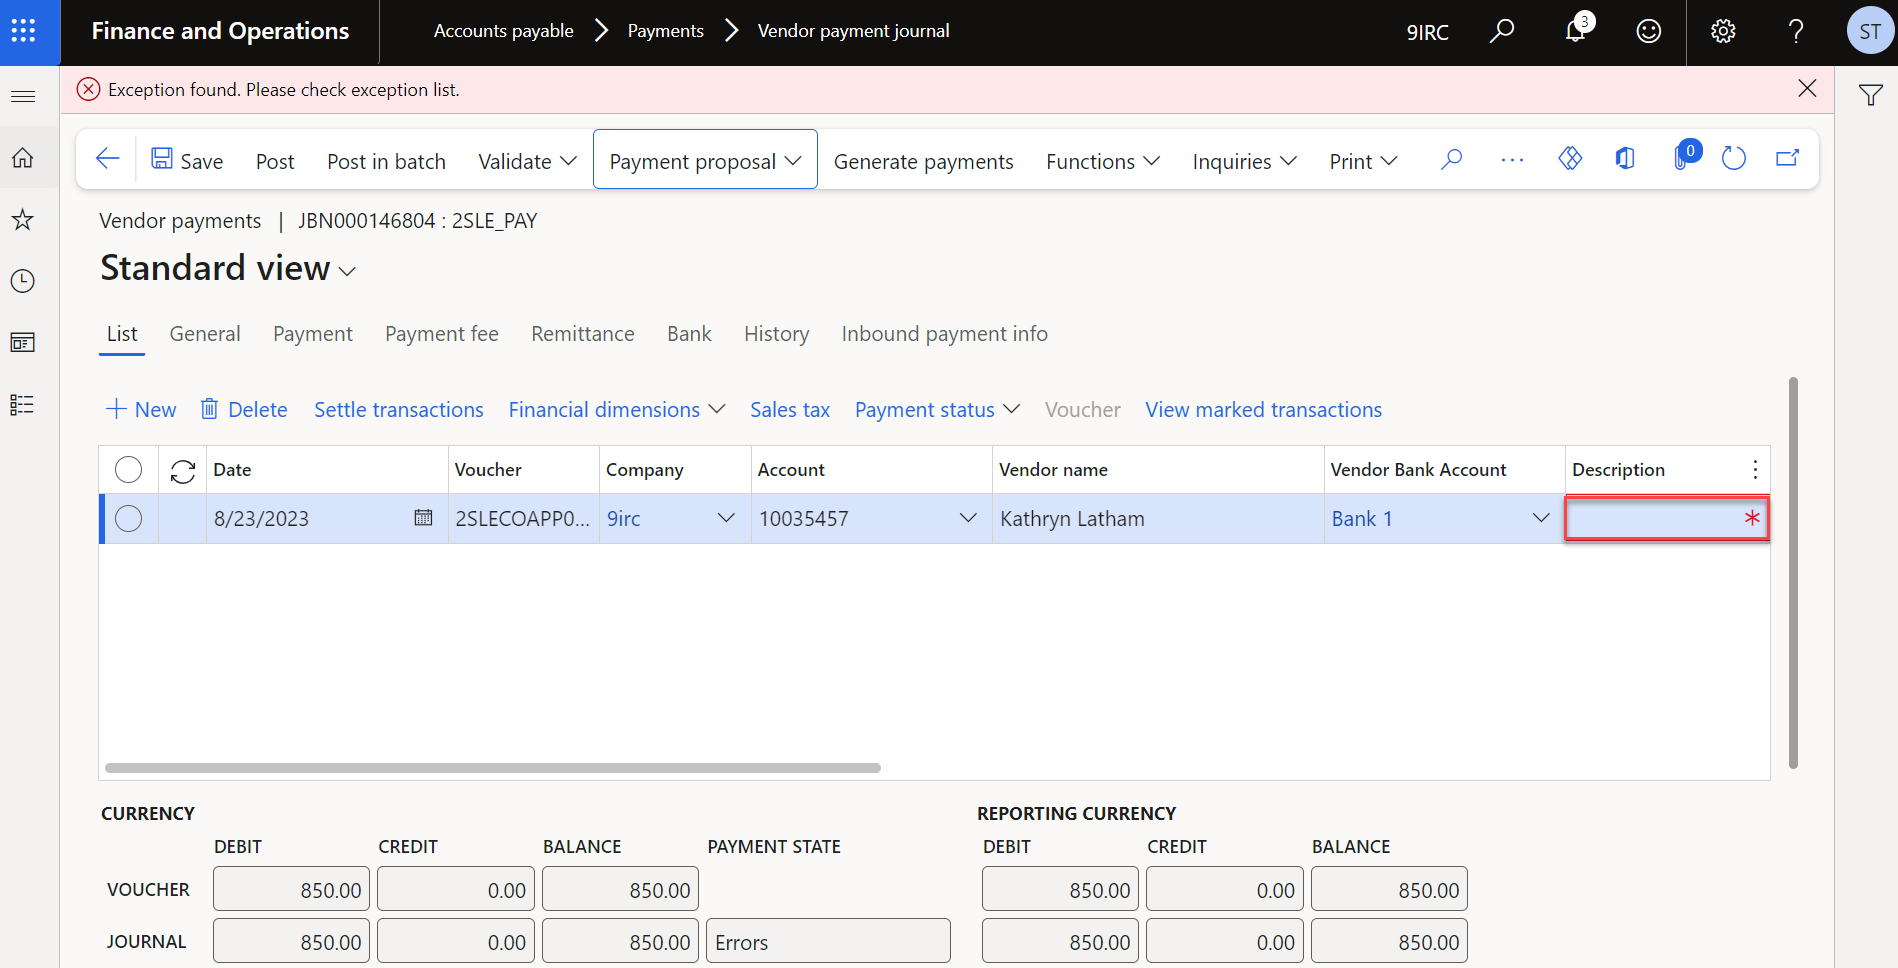 Finance and Operations
Accounts payable > Payments > Vendor payment journal
9IRC
3
?
ST
Exception found. Please check exception list.
Save Post Post in batch Validate Payment proposal Generate payments Functions Inquiries Print ... 0
Vendor payments | JBN000146804 : 2SLE_PAY
Standard view
List General Payment Payment fee Remittance Bank History Inbound payment info
+ New Delete Settle transactions Financial dimensions Sales tax Payment status Voucher View marked transactions
Date Voucher Company Account Vendor name Vendor Bank Account Description
8/23/2023 2SLECOAPP0... 9irc 10035457 Kathryn Latham Bank 1 *
CURRENCY REPORTING CURRENCY
DEBIT CREDIT BALANCE PAYMENT STATE DEBIT CREDIT BALANCE
VOUCHER 850.00 0.00 850.00 850.00 0.00 850.00
JOURNAL 850.00 0.00 850.00 Errors 850.00 0.00 850.00